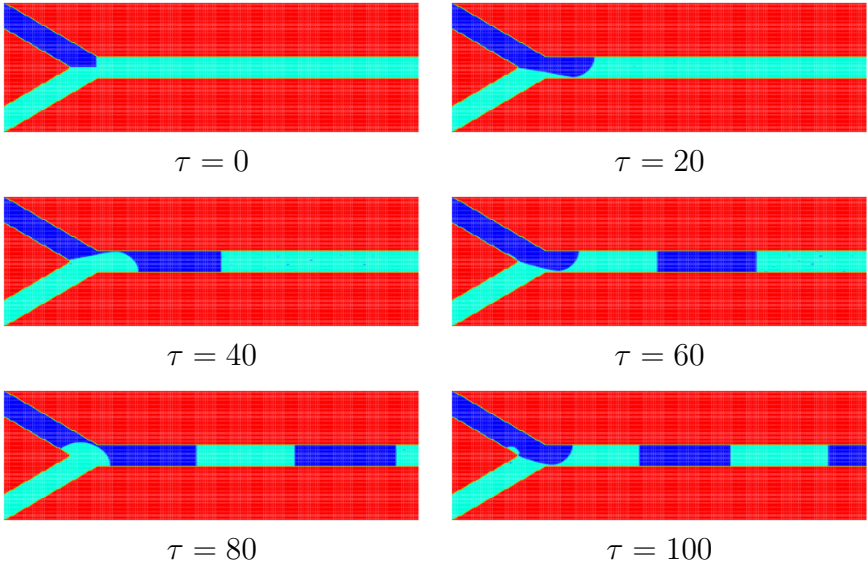 τ = 0
τ = 20
τ = 40
τ = 60
τ = 80
τ = 100